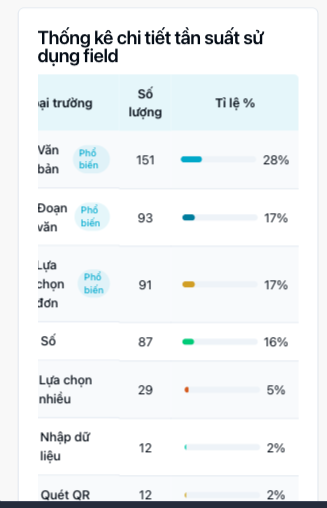 Thống kê chi tiết tần suất sử
dụng field
ại trường
Số
lượng
Tỉ lệ %
Văn
bản
Phổ
biến
151
28%
Đoạn
văn
Phổ
biến
93
17%
Lựa
chọn
đơn
Phổ
biến
91
17%
Số
87
16%
Lựa chọn
nhiều
29
5%
Nhập dữ
liệu
12
2%
Quét QR
12
2%